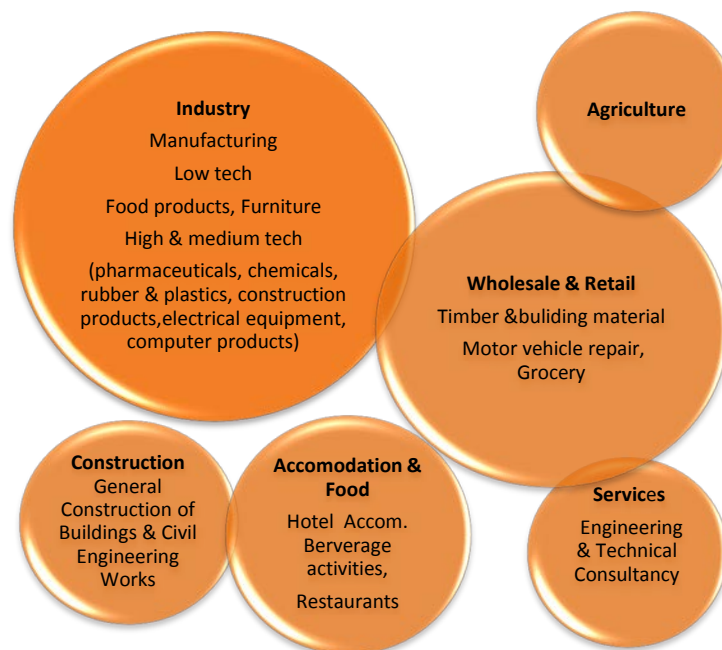 Industry
Manufacturing
Low tech
Food products, Furniture
High & medium tech
(pharmaceuticals, chemicals,
rubber & plastics, construction
products,electrical equipment,
computer products)
Agriculture
Wholesale & Retail
Timber &buliding material
Motor vehicle repair,
Grocery
Construction
General
Construction of
Buildings & Civil
Engineering
Works
Accomodation &
Food
Hotel Accom.
Berverage
activities,
Restaurants
Services
Engineering
& Technical
Consultancy